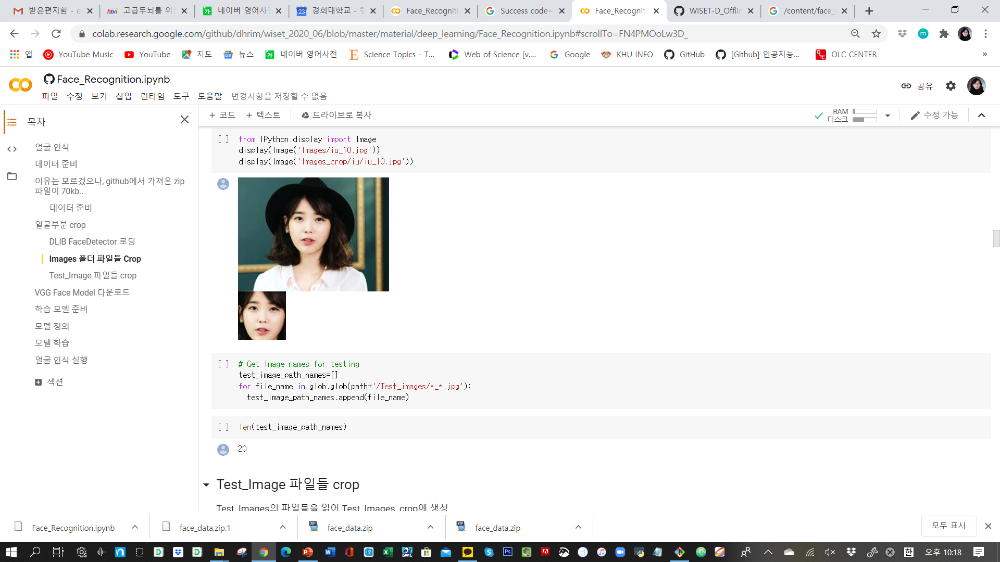 받은편지함 - e
고급두뇌를 위한
네이버 영어사전
23
경희대학교 - 캘
Face_Recogniti
Success code=
Face_Recogniti
WISET-D_Offlin
/content/face_
colab.research.google.com/github/dhrim/wiset_2020_06/blob/master/material/deep_learning/Face_Recognition.ipynb#scrollTo=FN4PMOoLw3D_
앱
YouTube Music
YouTube
지도
뉴스
네이버 영어사전
Science Topics - T...
Web of Science [v....
Google
KHU INFO
GitHub
[Github] 인공지능...
OLC CENTER
»
Face_Recognition.ipynb
파일 수정 보기 삽입 런타임 도구 도움말 변경사항을 저장할 수 없음
공유
목차
+ 코드 + 텍스트 드라이브로 복사
RAM
디스크
수정 가능
얼굴 인식
데이터 준비
이유는 모르겠으나, github에서 가져온 zip
파일이 70kb..
데이터 준비
얼굴부분 crop
DLIB FaceDetector 로딩
Images 폴더 파일들 Crop
Test_Image 파일들 crop
VGG Face Model 다운로드
학습 모델 준비
모델 정의
모델 학습
얼굴 인식 실행
섹션
[ ] from IPython.display import Image
display(Image('Images/iu_10.jpg'))
display(Image('Images_crop/iu/iu_10.jpg'))
[ ] # Get Image names for testing
test_image_path_names=[]
for file_name in glob.glob(path+'/Test_images/*_*.jpg'):
test_image_path_names.append(file_name)
[ ] len(test_image_path_names)
20
Test_Image 파일들 crop
Test_Images의 파일들을 읽어 Test_Images_crop에 생성
Face_Recognition.ipynb
face_data.zip.1
face_data.zip
face_data.zip
모두 표시
한
오후 10:18